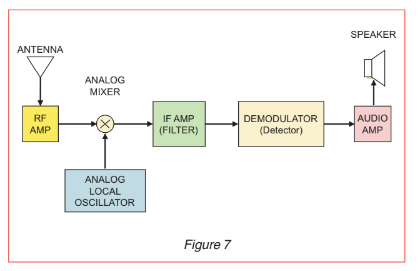 SPEAKER
ANTENNA
ANALOG
MIXER
RF
AMP
IF AMP
(FILTER)
DEMODULATOR
(Detector)
AUDIO
AMP
ANALOG
LOCAL
OSCILLATOR
Figure 7